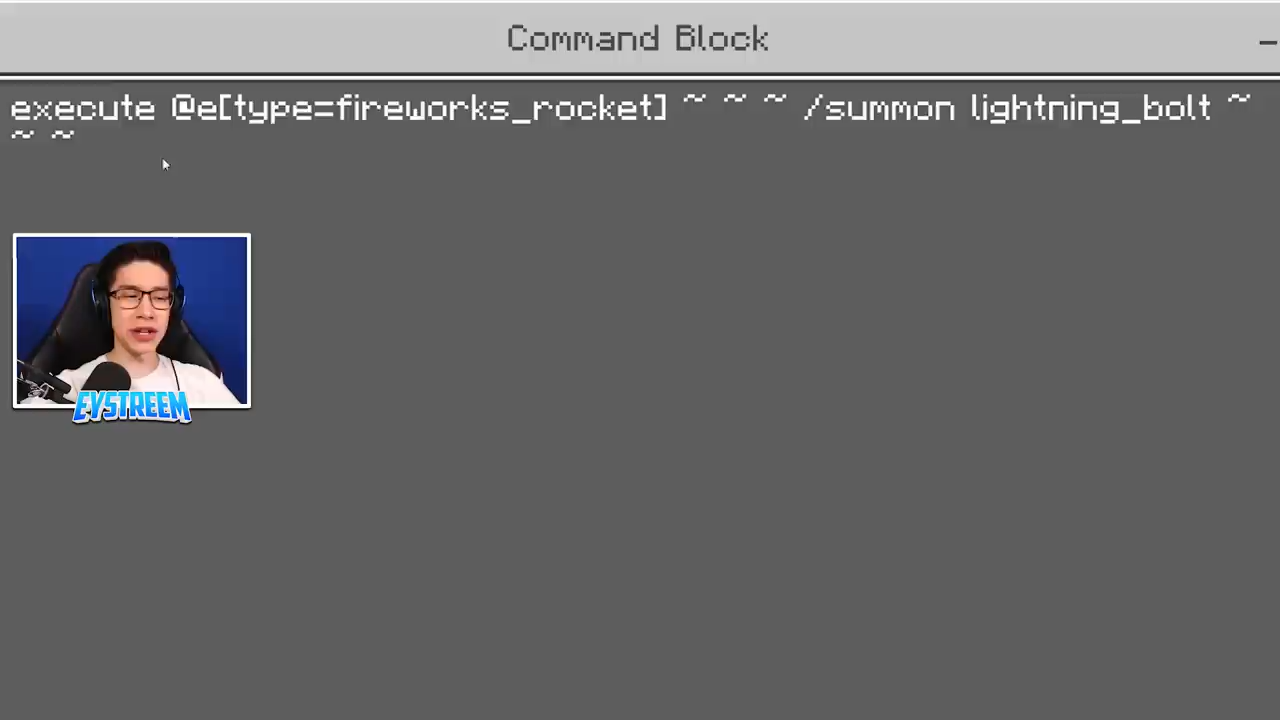 Command Block
execute @e[type=fireworks_rocket] ~ ~ ~ /summon lightning_bolt ~
~ ~
EYSTREEM